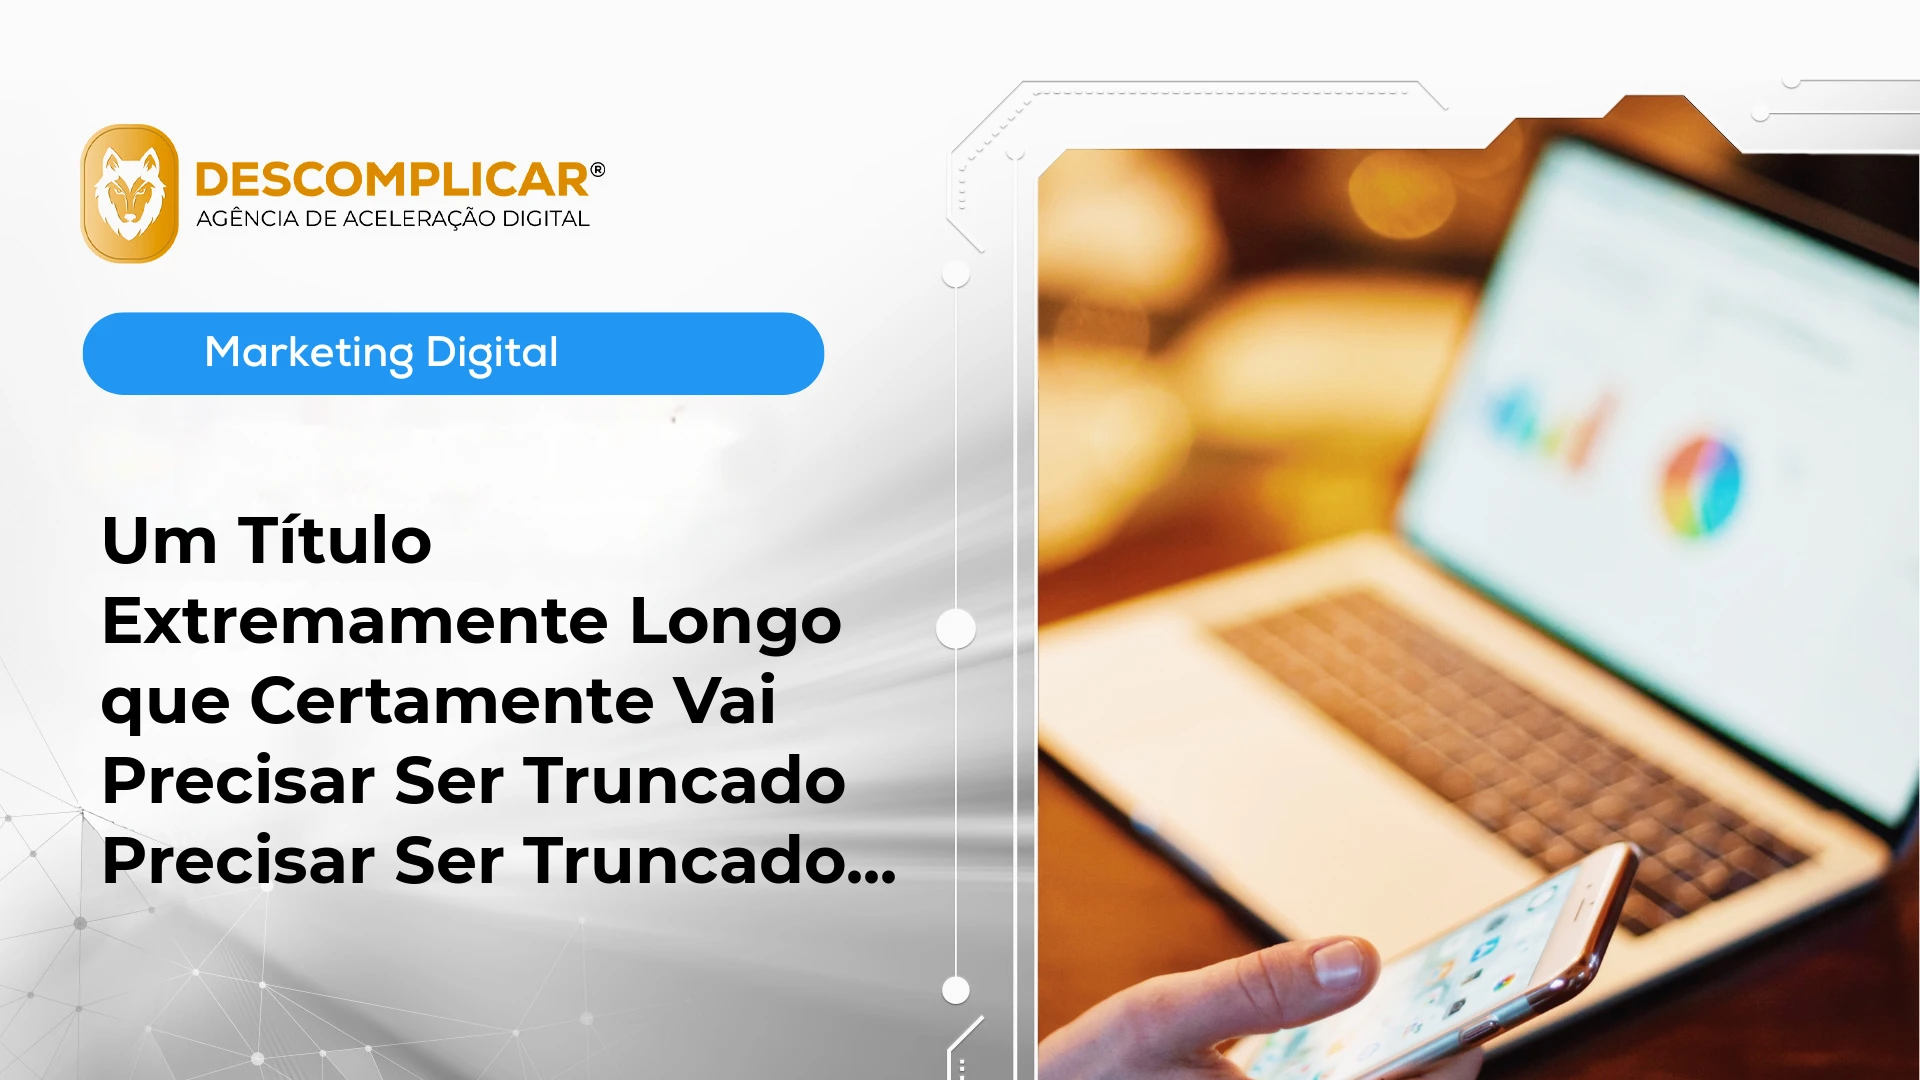 DESCOMPLICAR®
AGÊNCIA DE ACELERAÇÃO DIGITAL
Marketing Digital
Um Título
Extremamente Longo
que Certamente Vai
Precisar Ser Truncado
Precisar Ser Truncado...